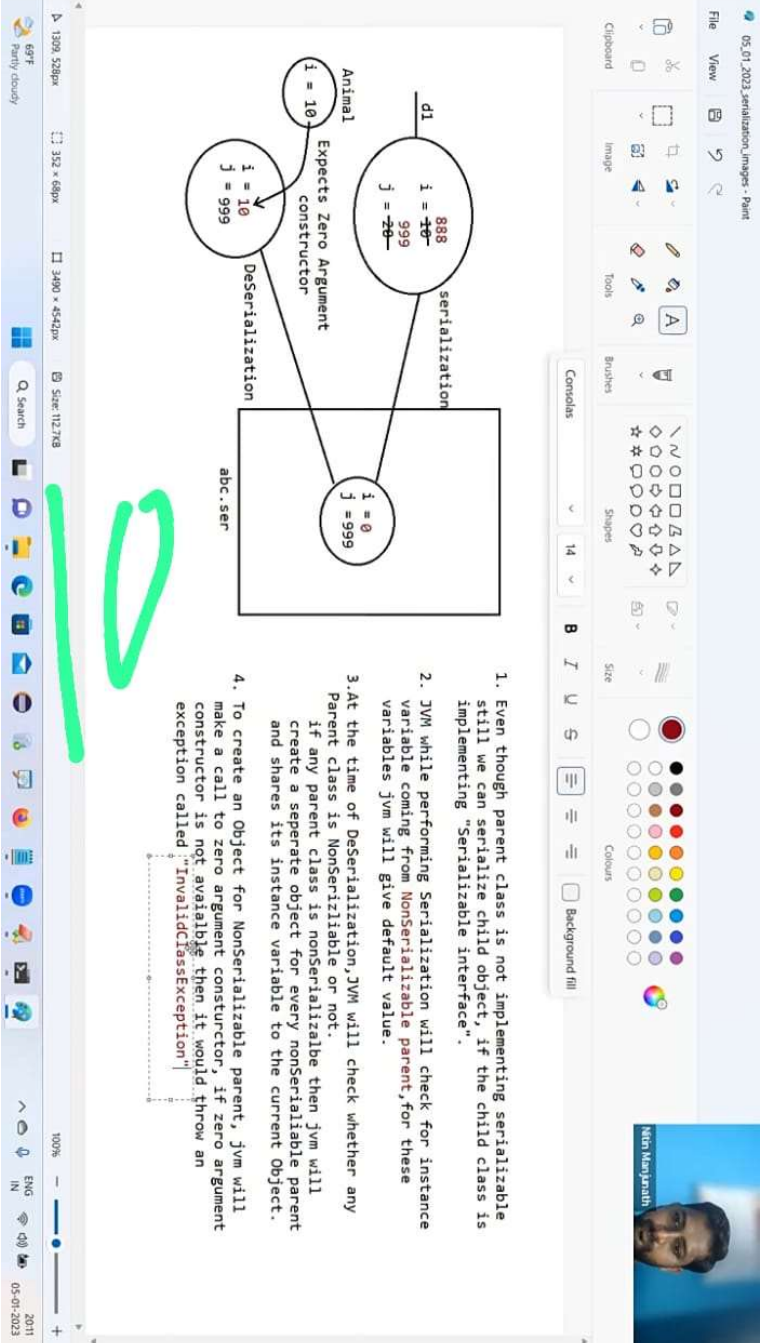 05_01_2023_serialization_images - Paint
File View
Clipboard
Image
Tools
Brushes
Shapes
Size
Colours
Consolas
14
B I U S
Background fill
d1
serialization
888
i = 10
999
j = 20
Animal
i = 10
Expects Zero Argument
constructor
i = 10
j = 999
DeSerialization
i = 0
j = 999
abc.ser
1. Even though parent class is not implementing serializable
still we can serialize child object, if the child class is
implementing "Serializable interface".
2. JVM while performing Serialization will check for instance
variable coming from NonSerializable parent,for these
variables jvm will give default value.
3.At the time of DeSerialization,JVM will check whether any
Parent class is NonSerizliable or not.
if any parent class is nonSerializalbe then jvm will
create a seperate object for every nonSerialiable parent
and shares its instance variable to the current Object.
4. To create an Object for NonSerializable parent, jvm will
make a call to zero argument consturctor, if zero argument
constructor is not avaialble then it would throw an
exception called "InvalidClassException"
10
Nitin Manjunath
1309, 528px
352 × 68px
3490 × 4542px
Size: 112.7KB
100%
69°F
Partly cloudy
Search
ENG
IN
20:11
05-01-2023